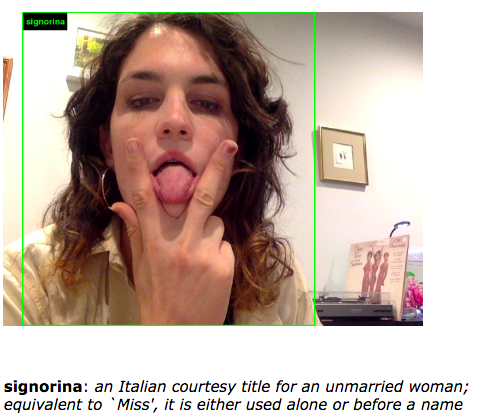 signorina
signorina: an Italian courtesy title for an unmarried woman;
equivalent to `Miss', it is either used alone or before a name